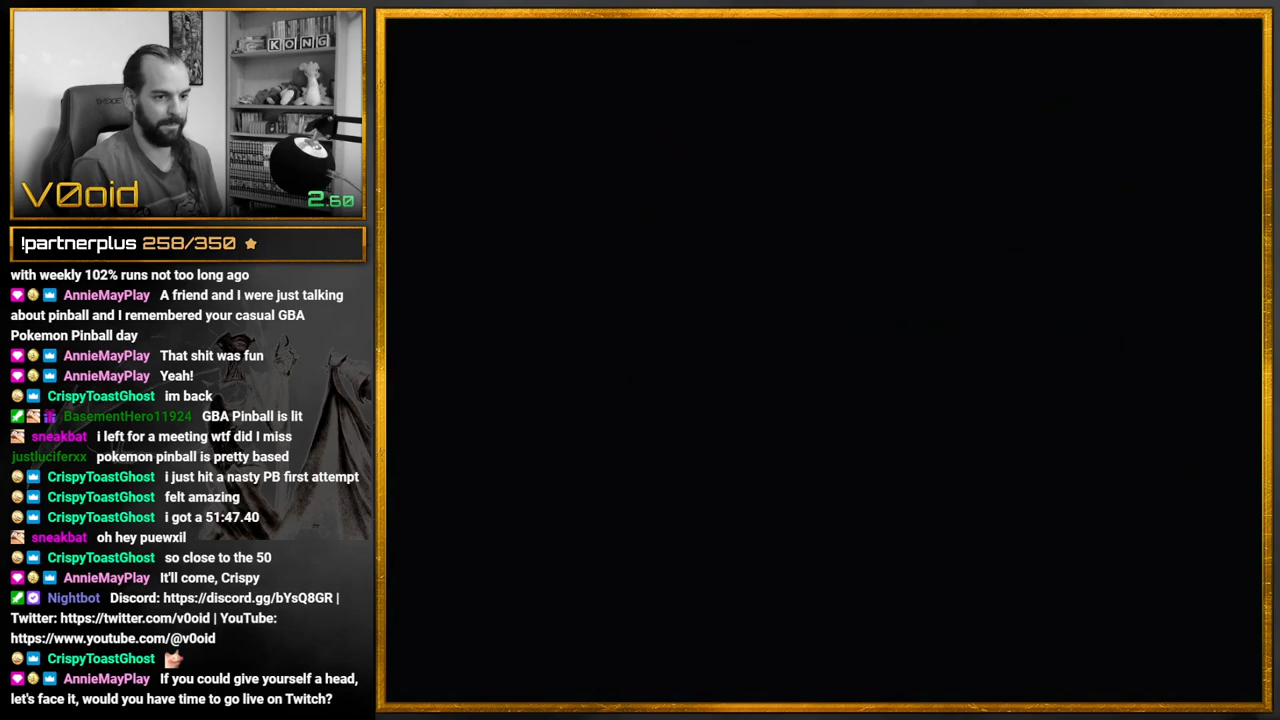 KONG
V0oid
2.60
!partnerplus 258/350
with weekly 102% runs not too long ago
AnnieMayPlay A friend and I were just talking
about pinball and I remembered your casual GBA
Pokemon Pinball day
AnnieMayPlay That shit was fun
AnnieMayPlay Yeah!
CrispyToastGhost im back
BasementHero11924 GBA Pinball is lit
sneakbat i left for a meeting wtf did I miss
justluciferxx pokemon pinball is pretty based
CrispyToastGhost i just hit a nasty PB first attempt
CrispyToastGhost felt amazing
CrispyToastGhost i got a 51:47.40
sneakbat oh hey puewxil
CrispyToastGhost so close to the 50
AnnieMayPlay It'll come, Crispy
Nightbot Discord: https://discord.gg/bYsQ8GR |
Twitter: https://twitter.com/v0oid | YouTube:
https://www.youtube.com/@v0oid
CrispyToastGhost
AnnieMayPlay If you could give yourself a head,
let's face it, would you have time to go live on Twitch?